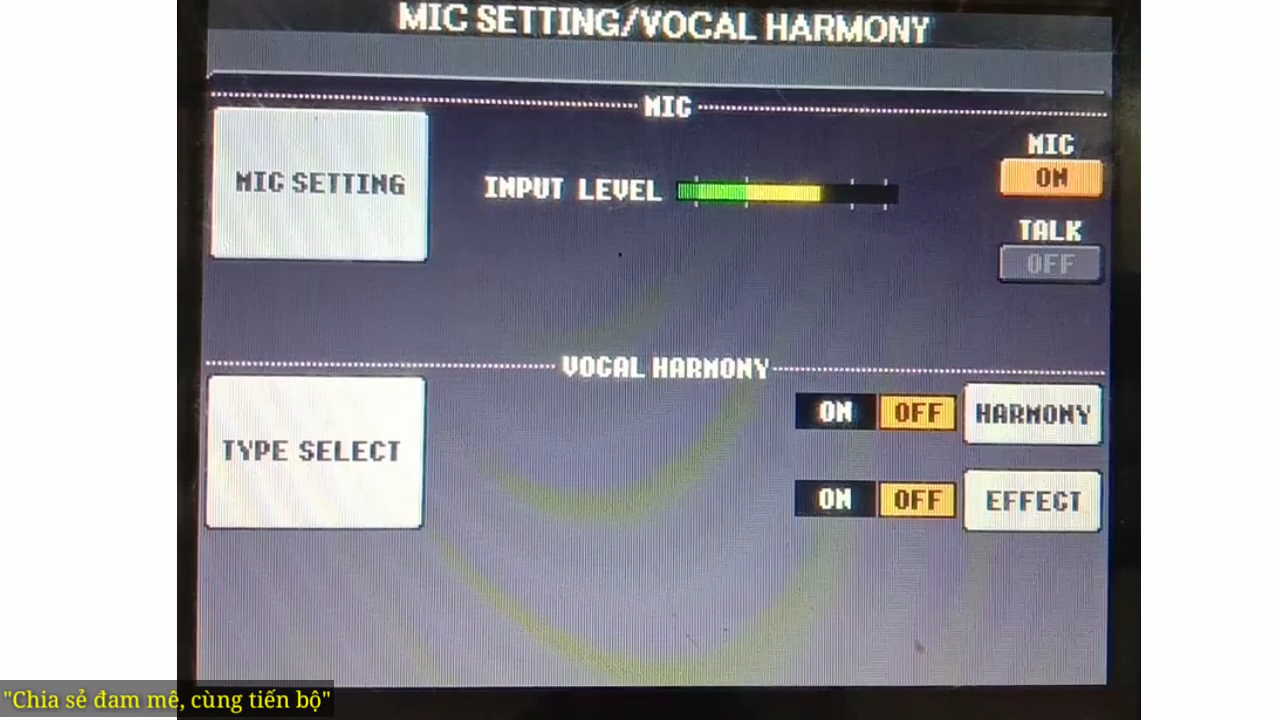 MIC SETTING/VOCAL HARMONY
MIC
MIC SETTING
INPUT LEVEL
MIC
ON
TALK
OFF
VOCAL HARMONY
TYPE SELECT
ON OFF HARMONY
ON OFF EFFECT
"Chia sẻ đam mê, cùng tiến bộ"